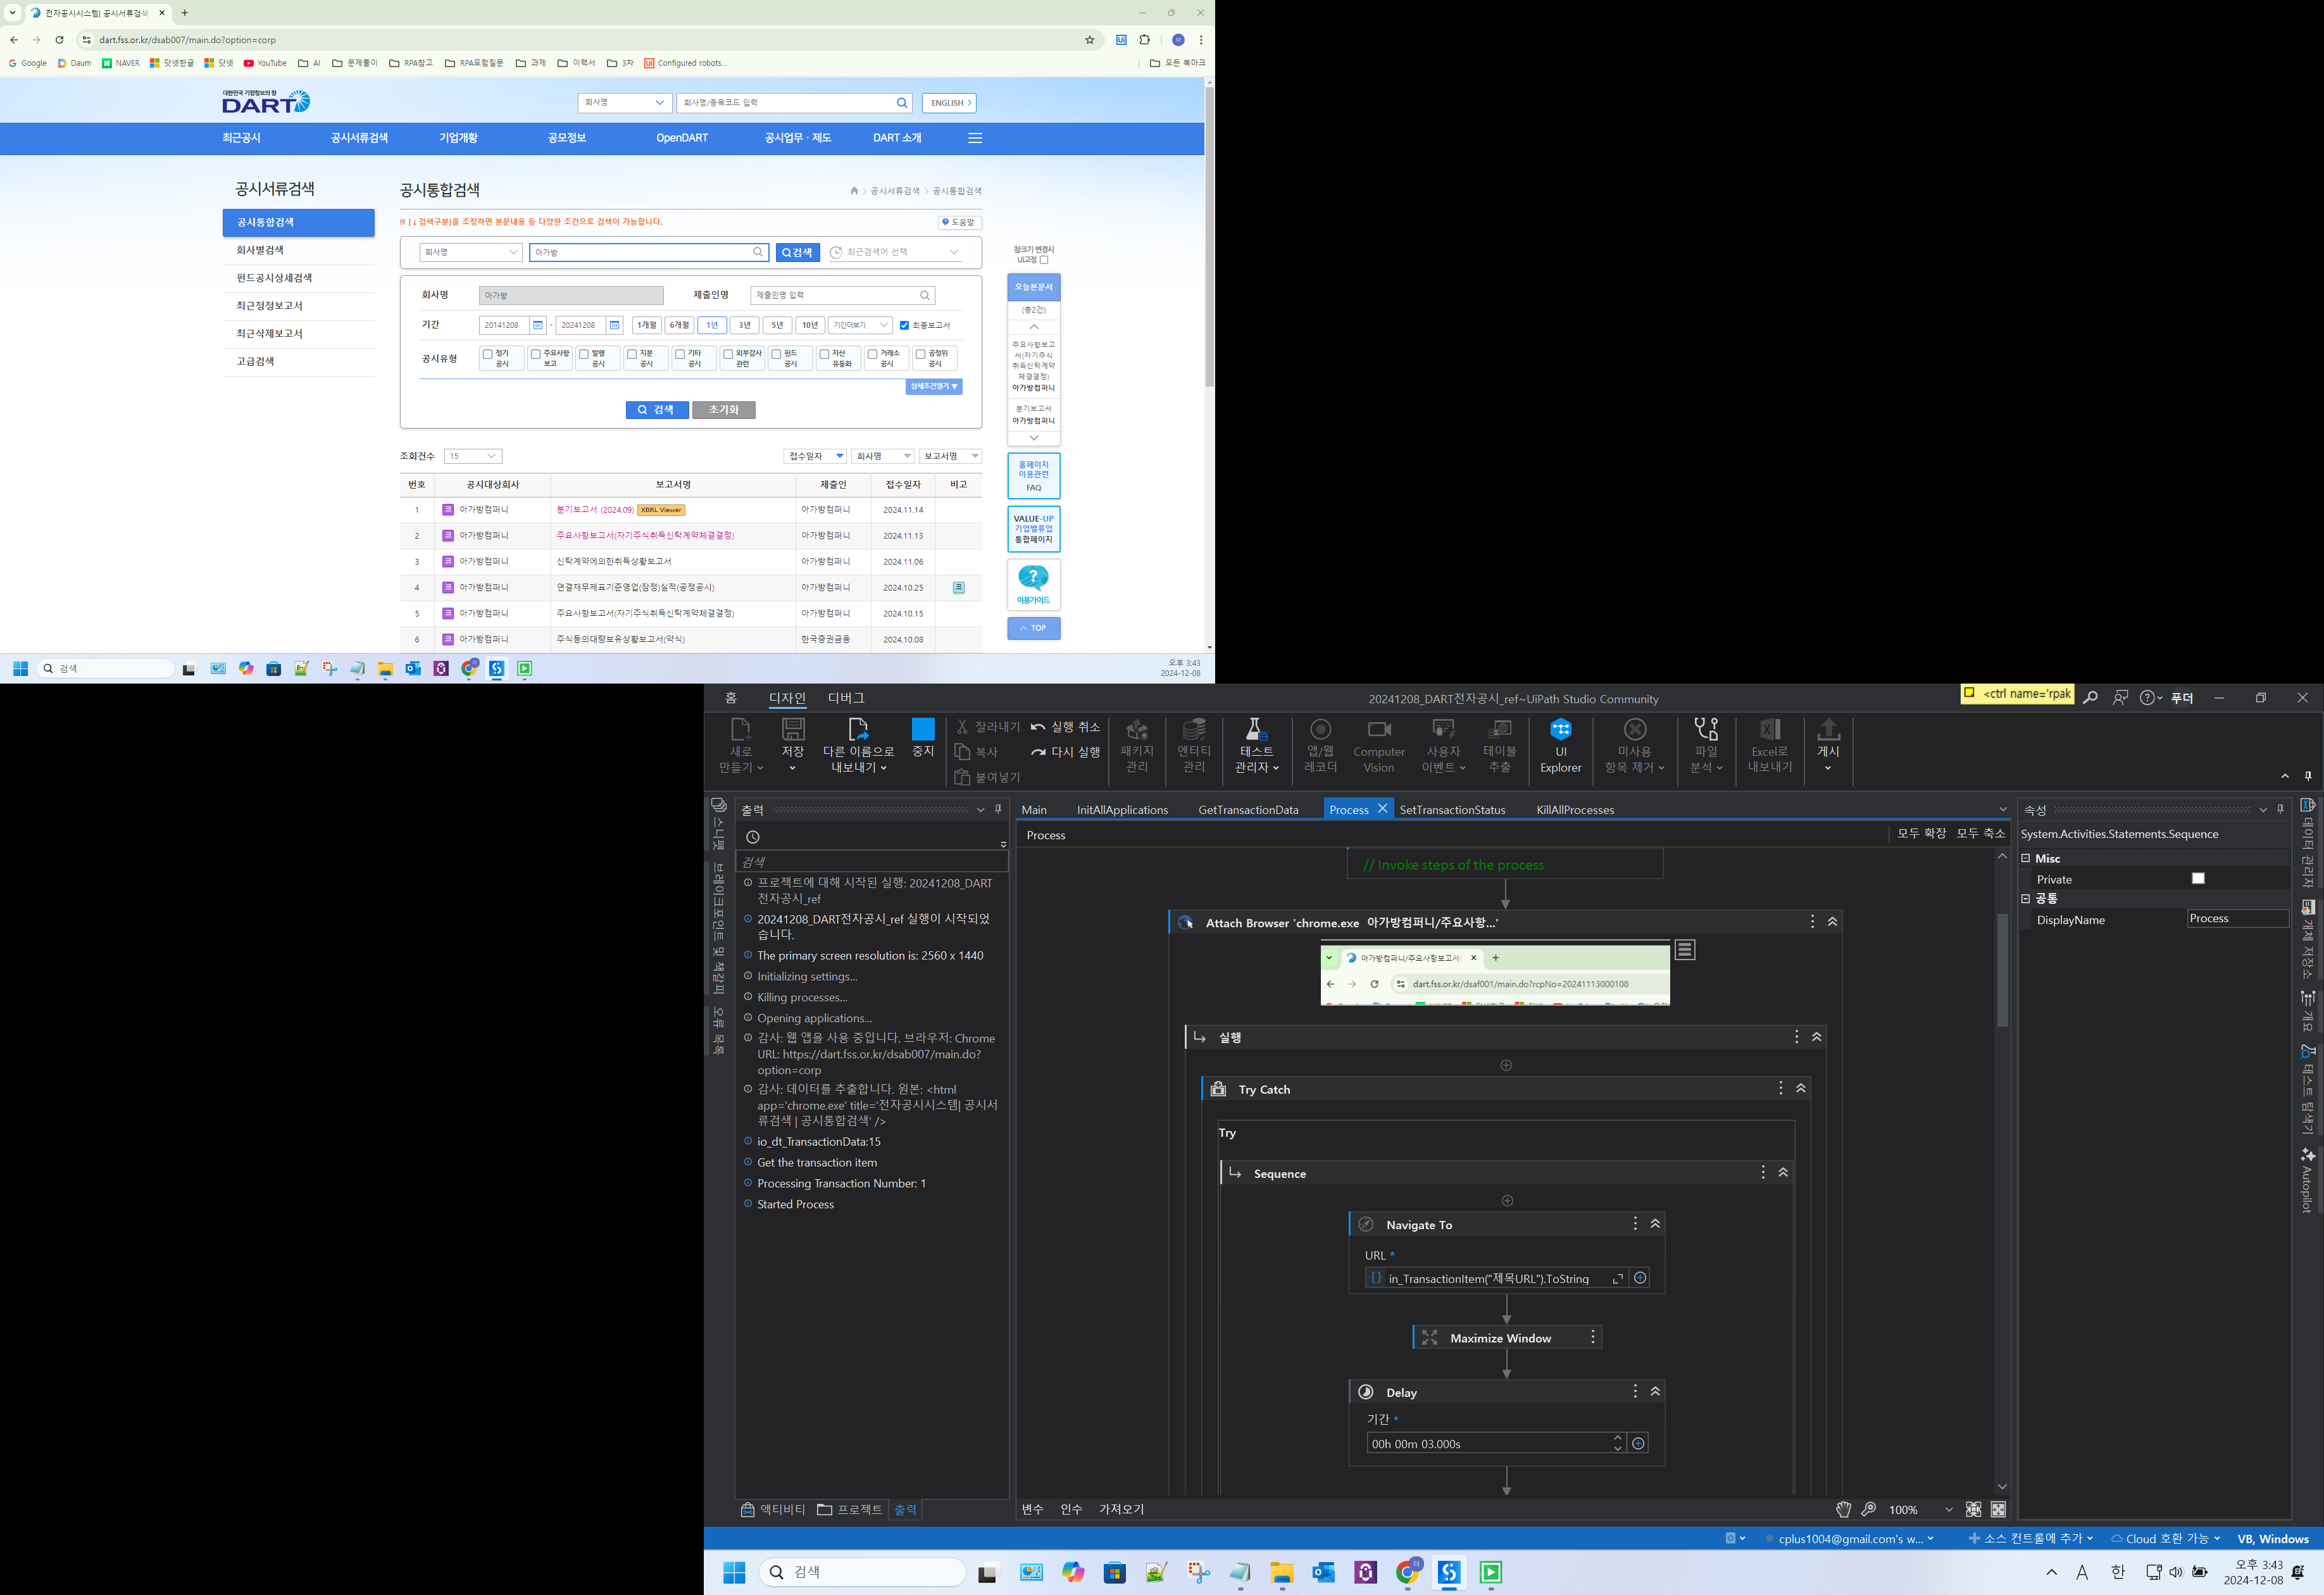 전자공시시스템| 공시서류검색
dart.fss.or.kr/dsab007/main.do?option=corp
Google Daum NAVER 닷넷한글 닷넷 YouTube AI 문제풀이 RPA참고 RPA포럼질문 과제 이력서 3차 Configured robots... 모든 북마크
대한민국 기업정보의 창
DART
회사명 회사명/종목코드 입력 ENGLISH
최근공시 공시서류검색 기업개황 공모정보 OpenDART 공시업무 · 제도 DART 소개
공시서류검색
공시통합검색
회사별검색
펀드공시상세검색
최근정정보고서
최근삭제보고서
고급검색
공시통합검색
공시서류검색 > 공시통합검색
※ [↓검색구분]를 조정하면 본문내용 등 다양한 조건으로 검색이 가능합니다.
도움말
회사명 아가방 검색 최근검색어 선택
회사명 아가방 제출인명 제출인명 입력
기간 20141208 - 20241208 1개월 6개월 1년 3년 5년 10년 기간더보기 최종보고서
공시유형 정기공시 주요사항보고 발행공시 지분공시 기타공시 외부감사관련 펀드공시 자산유동화 거래소공시 공정위공시
상세조건열기 ▼
검색 초기화
조회건수 15 접수일자 회사명 보고서명
번호 공시대상회사 보고서명 제출인 접수일자 비고
1 코 아가방컴퍼니 분기보고서 (2024.09) XBRL Viewer 아가방컴퍼니 2024.11.14
2 코 아가방컴퍼니 주요사항보고서(자기주식취득신탁계약체결결정) 아가방컴퍼니 2024.11.13
3 코 아가방컴퍼니 신탁계약에의한취득상황보고서 아가방컴퍼니 2024.11.06
4 코 아가방컴퍼니 연결재무제표기준영업(잠정)실적(공정공시) 아가방컴퍼니 2024.10.25 코
5 코 아가방컴퍼니 주요사항보고서(자기주식취득신탁계약체결결정) 아가방컴퍼니 2024.10.15
6 코 아가방컴퍼니 주식등의대량보유상황보고서(약식) 한국증권금융 2024.10.08
창크기 변경시
UI고정
오늘본문서
(총2건)
주요사항보고
서(자기주식
취득신탁계약
체결결정)
아가방컴퍼니
분기보고서
아가방컴퍼니
홈페이지
이용관련
FAQ
VALUE-UP
기업밸류업
통합페이지
이용가이드
TOP
검색
오후 3:43
2024-12-08
홈 디자인 디버그
20241208_DART전자공시_ref~UiPath Studio Community
<ctrl name='rpak
푸더
새로 만들기 저장 다른 이름으로 내보내기 중지
잘라내기 실행 취소
복사 다시 실행
붙여넣기
패키지 관리 엔터티 관리 테스트 관리자 앱/웹 레코더 Computer Vision 사용자 이벤트 테이블 추출 UI Explorer 미사용 항목 제거 파일 분석 Excel로 내보내기 게시
스니펫
브레이크포인트 및 책갈피
오류 목록
출력
검색
프로젝트에 대해 시작된 실행: 20241208_DART
전자공시_ref
20241208_DART전자공시_ref 실행이 시작되었
습니다.
The primary screen resolution is: 2560 x 1440
Initializing settings...
Killing processes...
Opening applications...
감사: 웹 앱을 사용 중입니다. 브라우저: Chrome
URL: https://dart.fss.or.kr/dsab007/main.do?
option=corp
감사: 데이터를 추출합니다. 원본: <html
app='chrome.exe' title='전자공시시스템| 공시서
류검색 | 공시통합검색' />
io_dt_TransactionData:15
Get the transaction item
Processing Transaction Number: 1
Started Process
액티비티 프로젝트 출력
Main InitAllApplications GetTransactionData Process SetTransactionStatus KillAllProcesses
Process 모두 확장 모두 축소
// Invoke steps of the process
Attach Browser 'chrome.exe 아가방컴퍼니/주요사항...'
아가방컴퍼니/주요사항보고서
dart.fss.or.kr/dsaf001/main.do?rcpNo=20241113000108
실행
Try Catch
Try
Sequence
Navigate To
URL *
in_TransactionItem("제목URL").ToString
Maximize Window
Delay
기간 *
00h 00m 03.000s
변수 인수 가져오기
100%
속성
System.Activities.Statements.Sequence
Misc
Private
공통
DisplayName Process
데이터 관리자
개체 저장소
개요
테스트 탐색기
Autopilot
cplus1004@gmail.com's w... 소스 컨트롤에 추가 Cloud 호환 가능 VB, Windows
검색
A 한
오후 3:43
2024-12-08